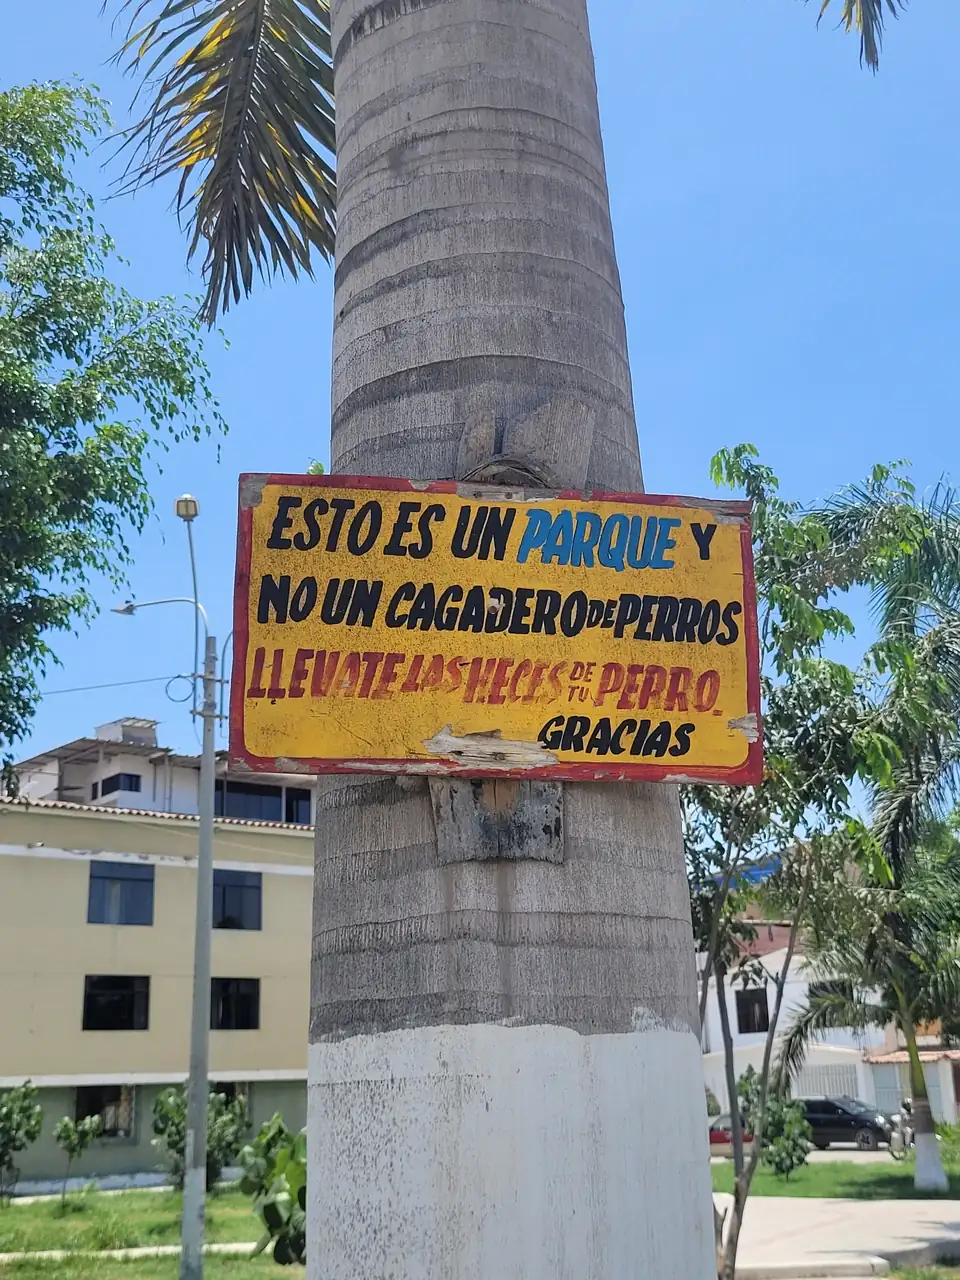 ESTO ES UN PARQUE Y
NO UN CAGADERO DE PERROS
LLEVATE LAS HECES DE TU PERRO.
GRACIAS